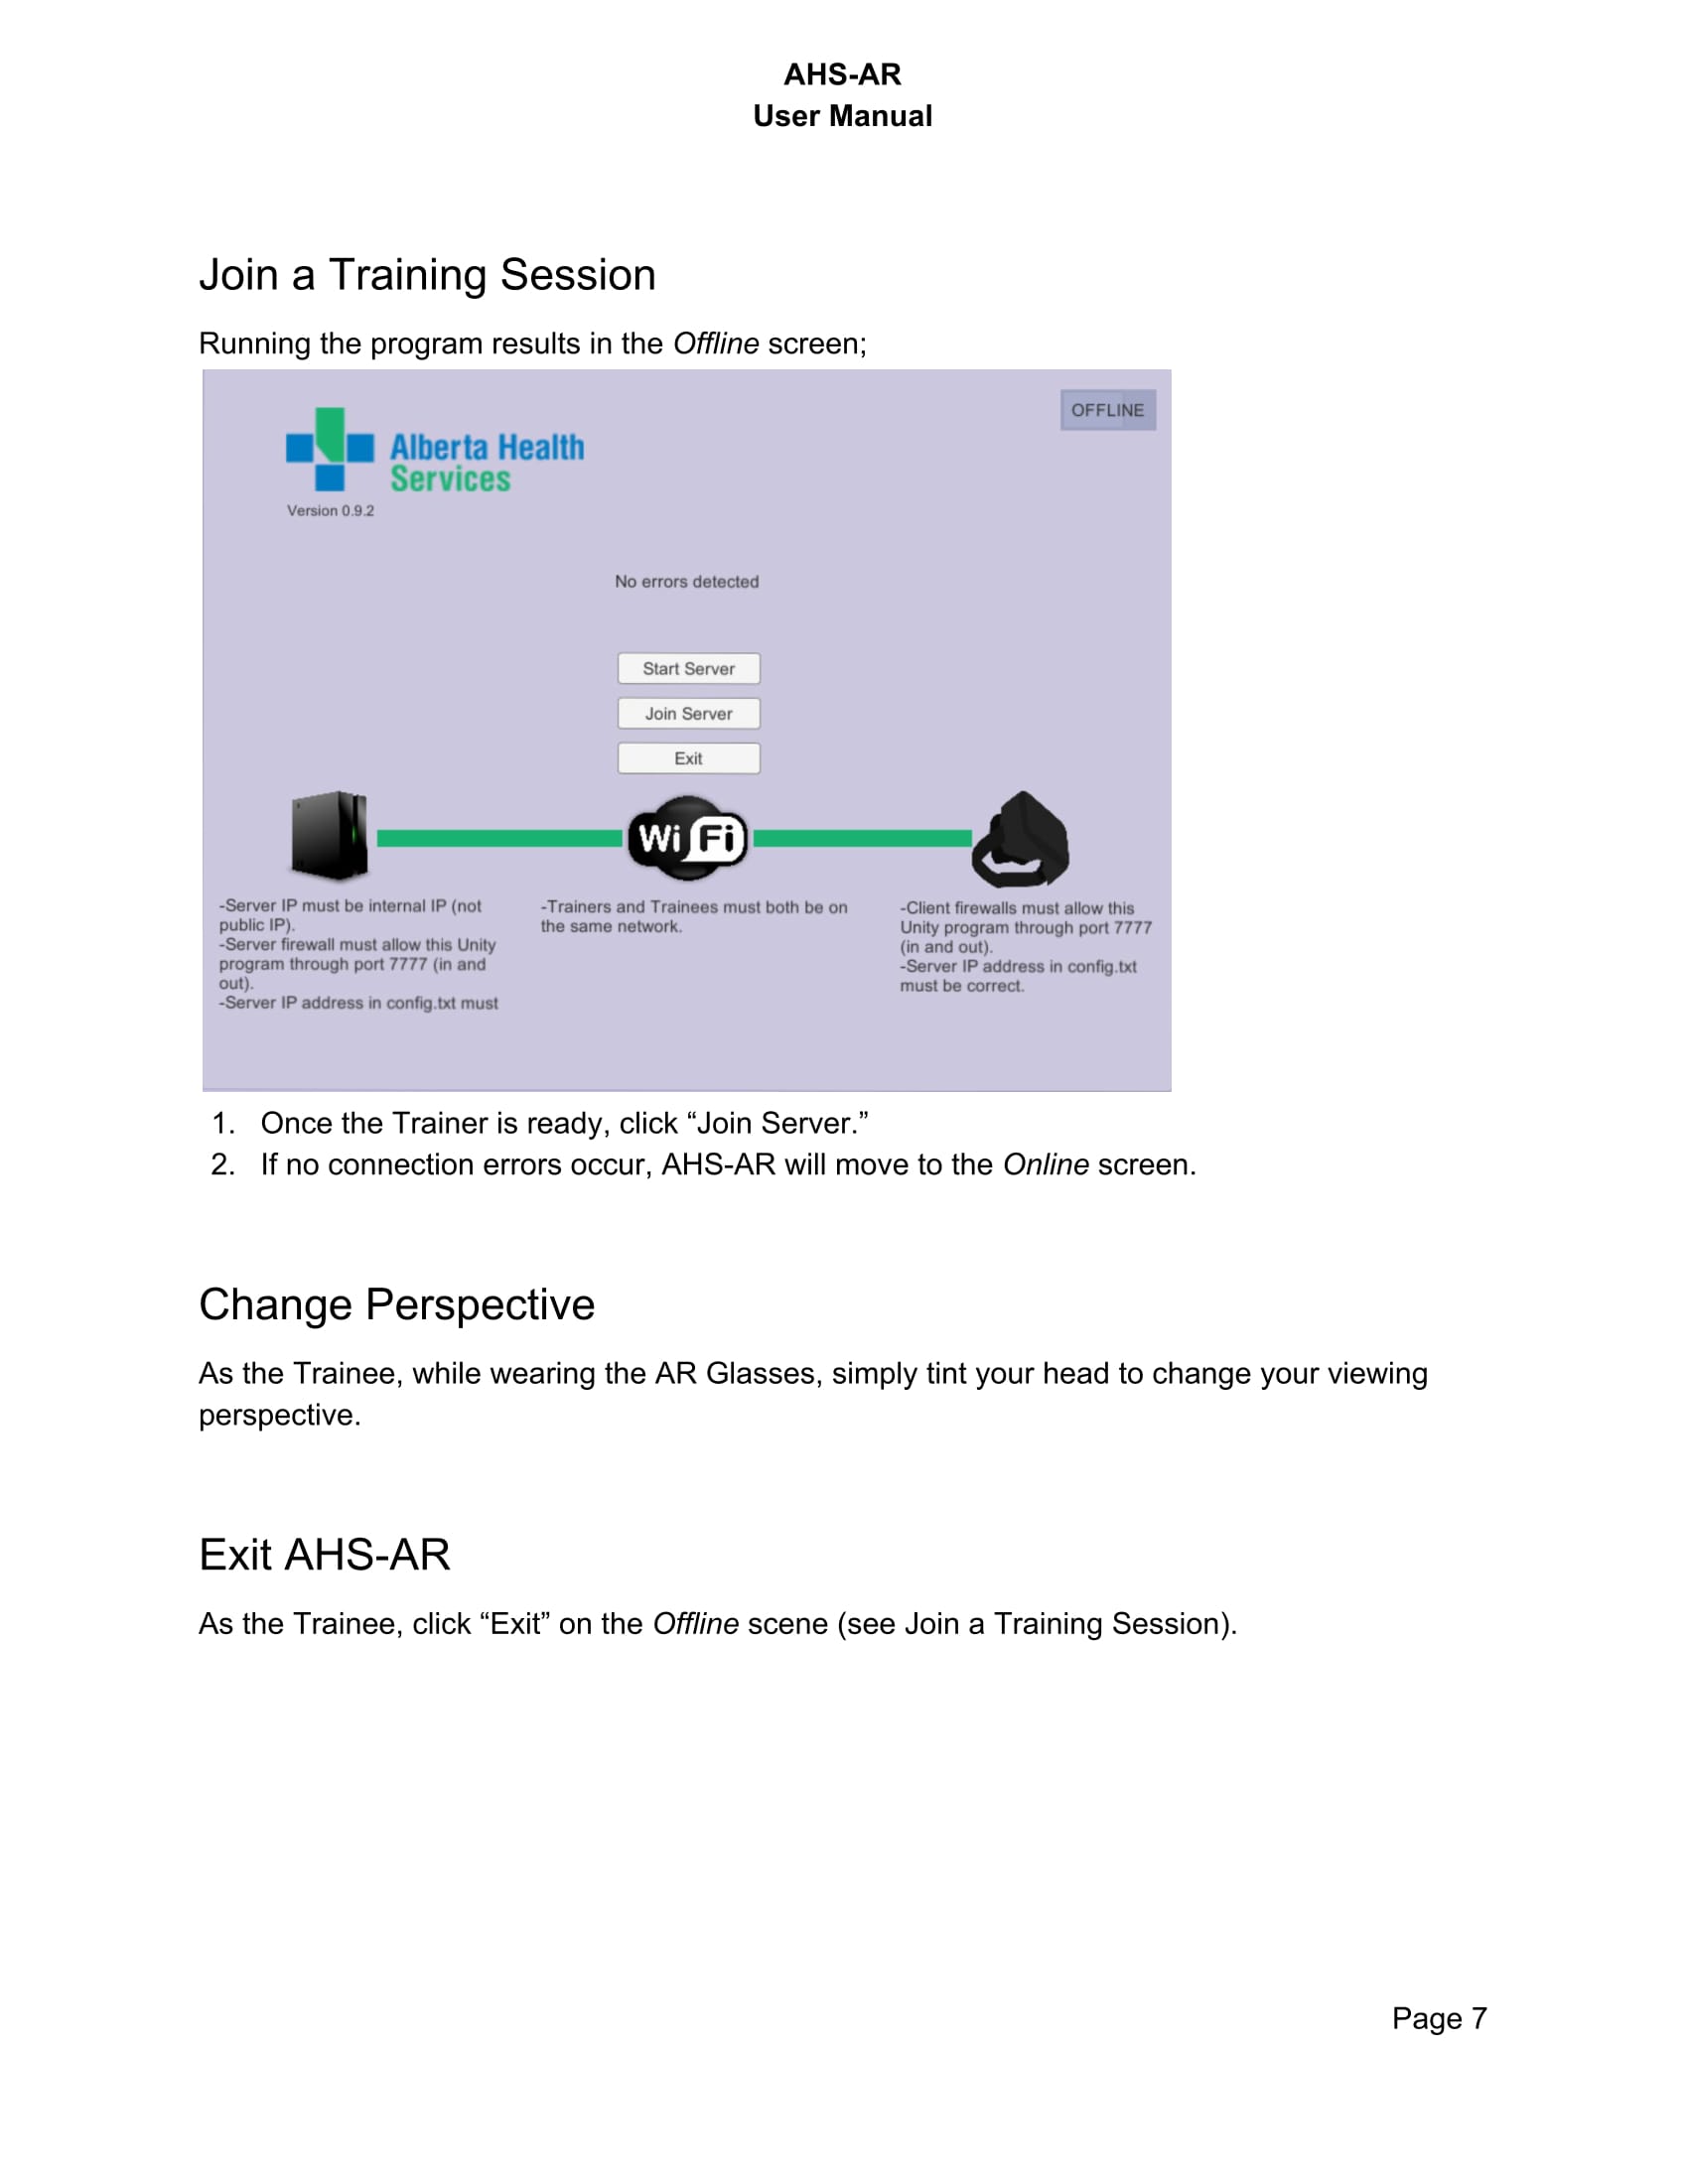 AHS-AR
User Manual
Join a Training Session
Running the program results in the Offline screen;
OFFLINE
Alberta Health
Services
Version 0.9.2
No errors detected
Start Server
Join Server
Exit
WiFi
-Server IP must be internal IP (not
public IP).
-Server firewall must allow this Unity
program through port 7777 (in and
out).
-Server IP address in config.txt must
-Trainers and Trainees must both be on
the same network.
-Client firewalls must allow this
Unity program through port 7777
(in and out).
-Server IP address in config.txt
must be correct.
1. Once the Trainer is ready, click “Join Server.”
2. If no connection errors occur, AHS-AR will move to the Online screen.
Change Perspective
As the Trainee, while wearing the AR Glasses, simply tint your head to change your viewing
perspective.
Exit AHS-AR
As the Trainee, click “Exit” on the Offline scene (see Join a Training Session).
Page 7